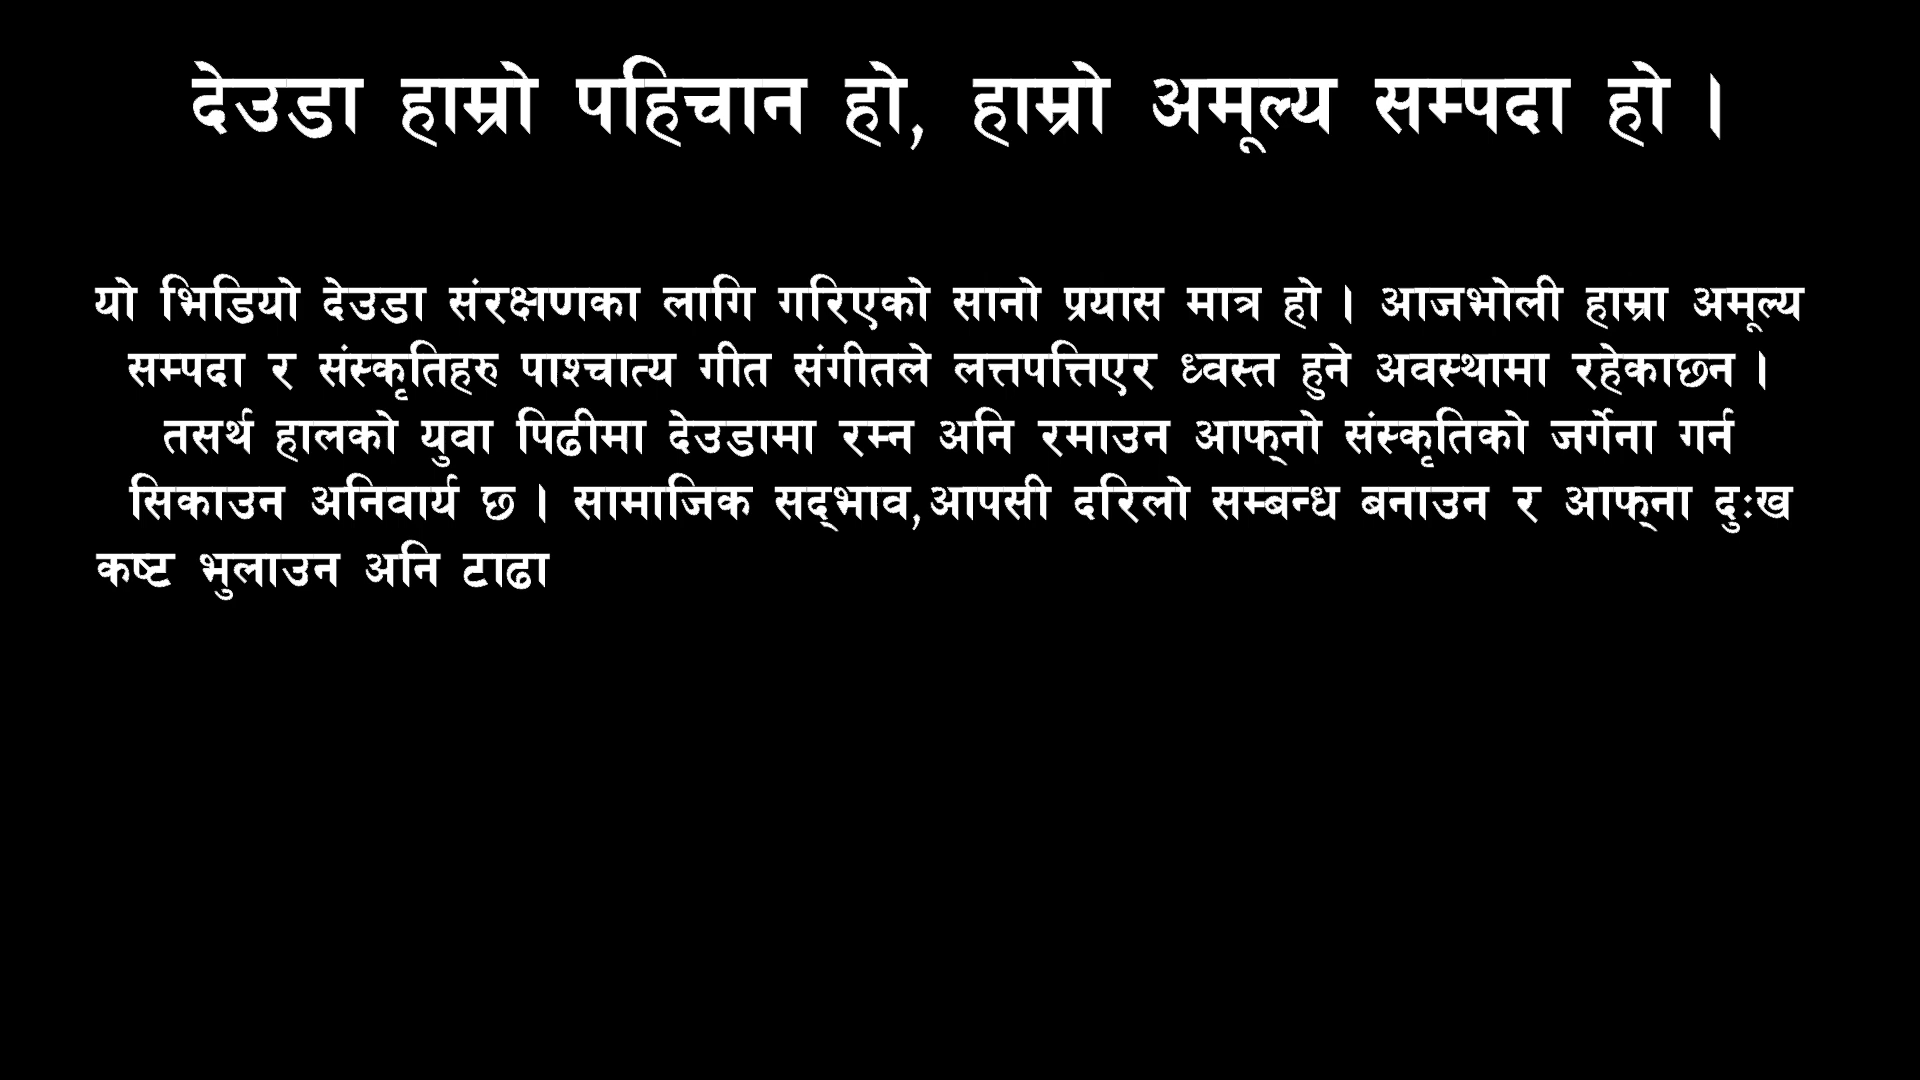 देउडा हाम्रो पहिचान हो, हाम्रो अमूल्य सम्पदा हो ।
यो भिडियो देउडा संरक्षणका लागि गरिएको सानो प्रयास मात्र हो । आजभोली हाम्रा अमूल्य
सम्पदा र संस्कृतिहरु पाश्चात्य गीत संगीतले लत्तपत्तिएर ध्वस्त हुने अवस्थामा रहेकाछन ।
तसर्थ हालको युवा पिढीमा देउडामा रम्न अनि रमाउन आफ्‌नो संस्कृतिको जर्गेना गर्न
सिकाउन अनिवार्य छ । सामाजिक सद्‌भाव,आपसी दरिलो सम्बन्ध बनाउन र आफ्‌ना दुःख
कष्ट भुलाउन अनि टाढा